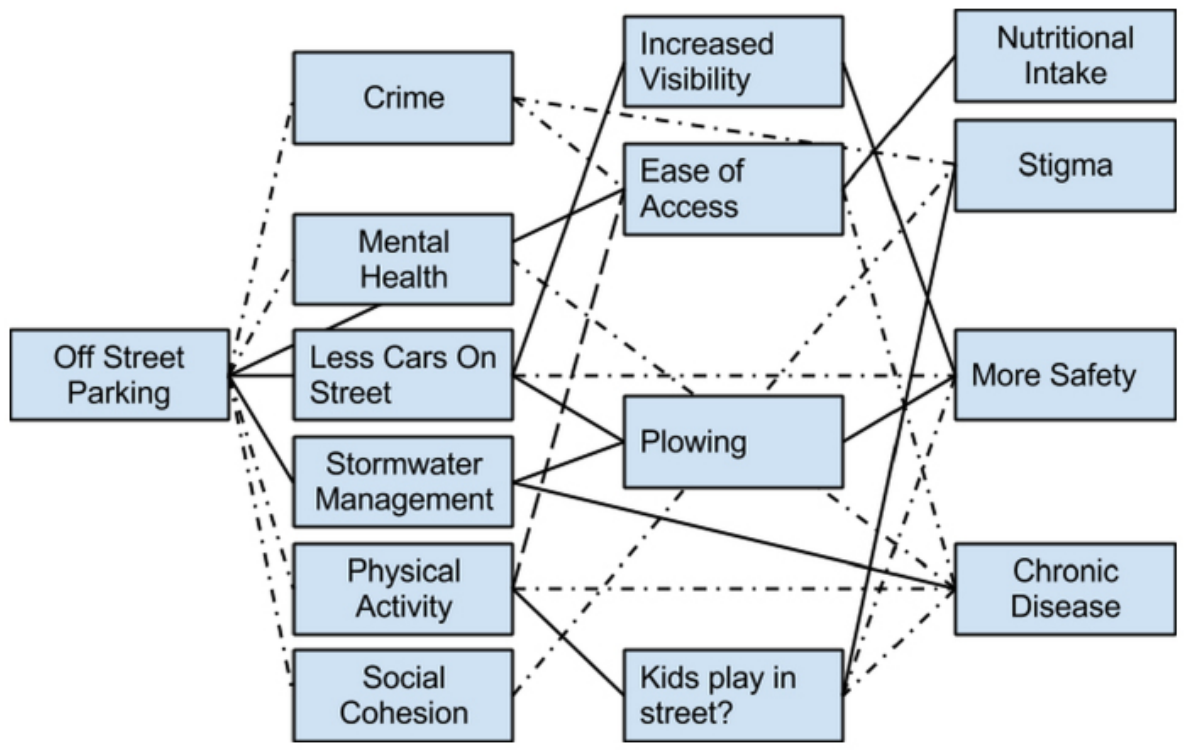 Off Street
Parking
Crime
Mental
Health
Less Cars On
Street
Stormwater
Management
Physical
Activity
Social
Cohesion
Increased
Visibility
Ease of
Access
Plowing
Kids play in
street?
Nutritional
Intake
Stigma
More Safety
Chronic
Disease